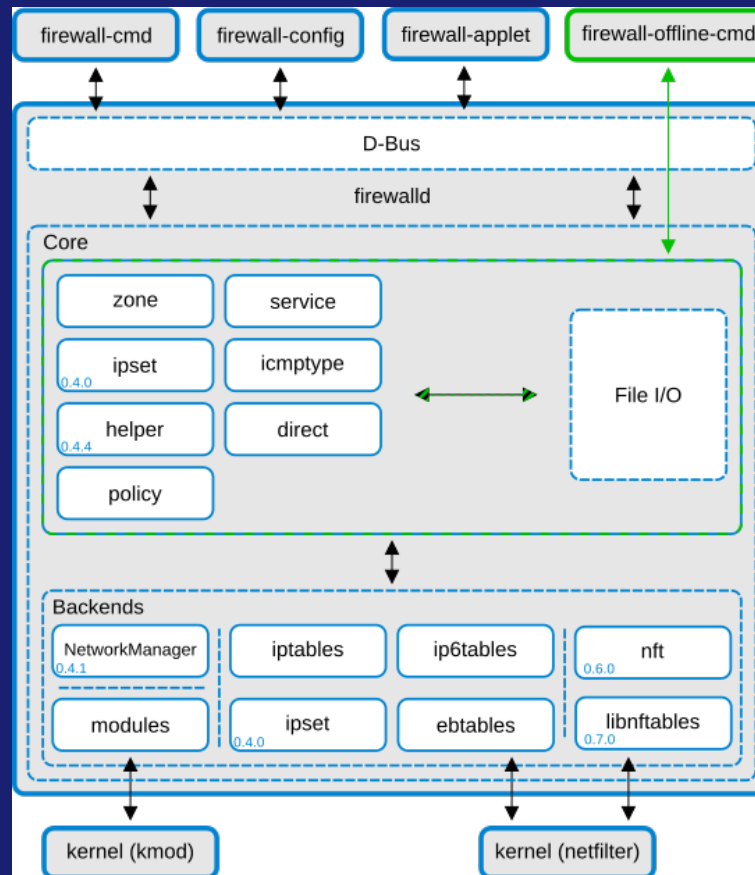 firewall-cmd
firewall-config
firewall-applet
firewall-offline-cmd
D-Bus
firewalld
Core
zone
service
ipset
0.4.0
icmptype
helper
0.4.4
direct
policy
File I/O
Backends
NetworkManager
0.4.1
iptables
ip6tables
nft
0.6.0
modules
ipset
0.4.0
ebtables
libnftables
0.7.0
kernel (kmod)
kernel (netfilter)